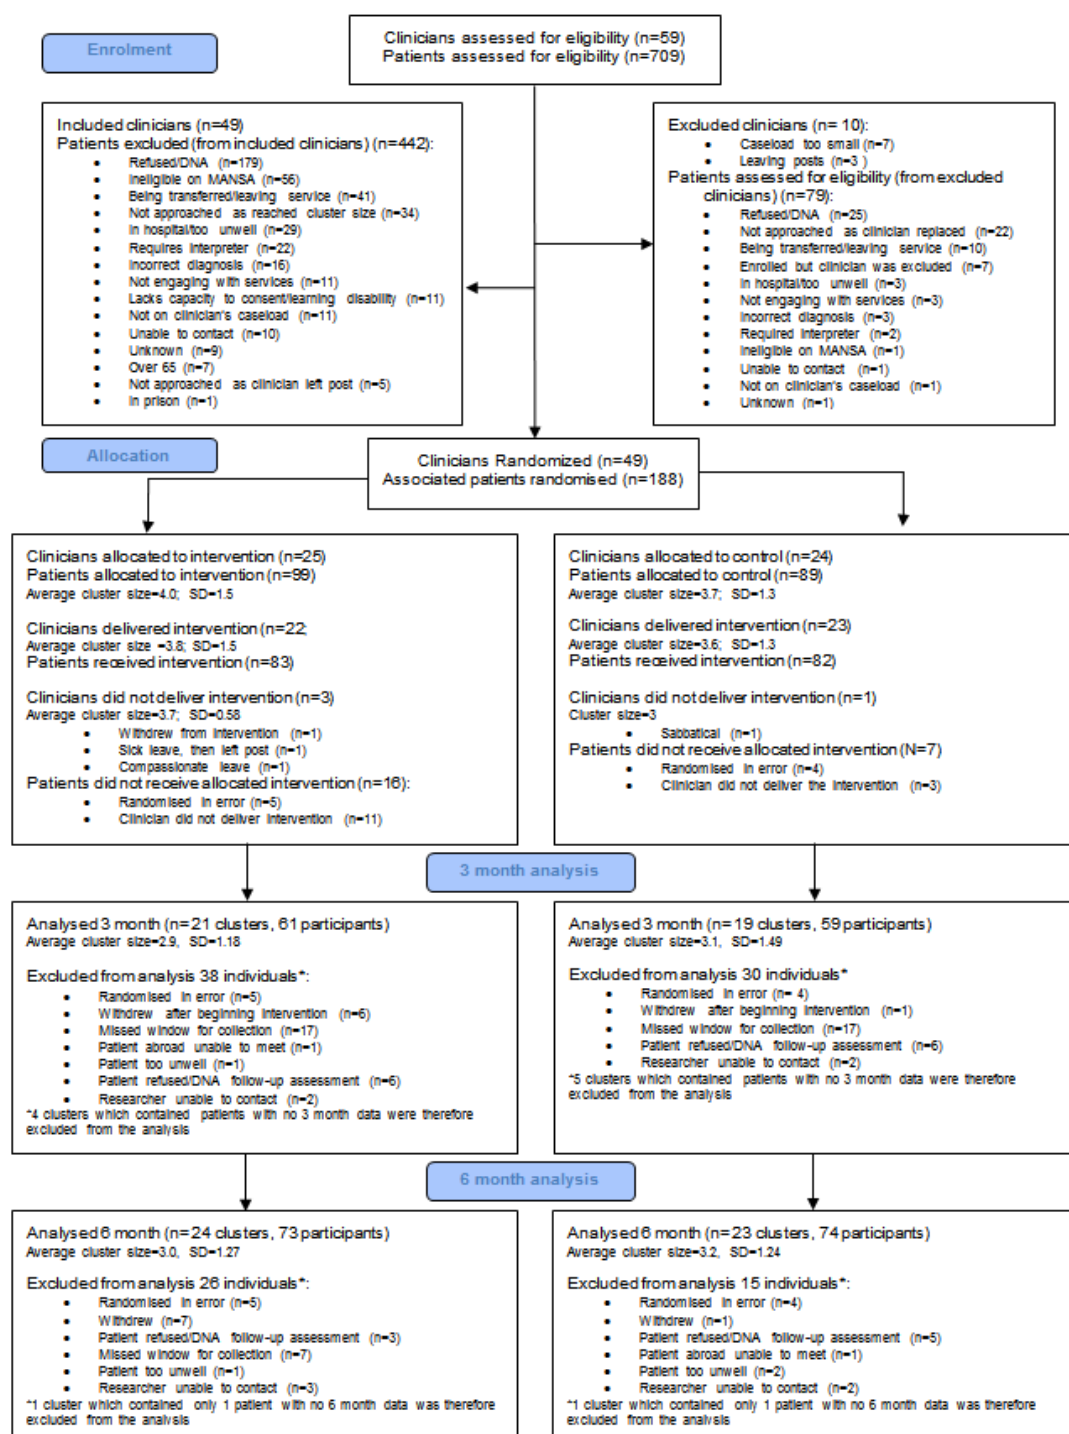 Enrolment
Clinicians assessed for eligibility (n=59)
Patients assessed for eligibility (n=709)
Included clinicians (n=49)
Patients excluded (from included clinicians) (n=442):
• Refused/DNA (n=179)
• Ineligible on MANSA (n=56)
• Being transferred/leaving service (n=41)
• Not approached as reached cluster size (n=34)
• In hospital/too unwell (n=29)
• Requires Interpreter (n=22)
• Incorrect diagnosis (n=16)
• Not engaging with services (n=11)
• Lacks capacity to consent/learning disability (n=11)
• Not on clinician's caseload (n=11)
• Unable to contact (n=10)
• Unknown (n=9)
• Over 65 (n=7)
• Not approached as clinician left post (n=5)
• In prison (n=1)
Excluded clinicians (n= 10):
• Caseload too small (n=7)
• Leaving posts (n=3 )
Patients assessed for eligibility (from excluded
clinicians) (n=79):
• Refused/DNA (n=25)
• Not approached as clinician replaced (n=22)
• Being transferred/leaving service (n=10)
• Enrolled but clinician was excluded (n=7)
• In hospital/too unwell (n=3)
• Not engaging with services (n=3)
• Incorrect diagnosis (n=3)
• Required Interpreter (n=2)
• Ineligible on MANSA (n=1)
• Unable to contact (n=1)
• Not on clinician's caseload (n=1)
• Unknown (n=1)
Allocation
Clinicians Randomized (n=49)
Associated patients randomised (n=188)
Clinicians allocated to intervention (n=25)
Patients allocated to intervention (n=99)
Average cluster size=4.0; SD=1.5
Clinicians delivered intervention (n=22;
Average cluster size =3.8; SD=1.5
Patients received intervention (n=83)
Clinicians did not deliver intervention (n=3)
Average cluster size=3.7; SD=0.58
• Withdrew from Intervention (n=1)
• Sick leave, then left post (n=1)
• Compassionate leave (n=1)
Patients did not receive allocated intervention (n=16):
• Randomised in error (n=5)
• Clinician did not deliver Intervention (n=11)
Clinicians allocated to control (n=24)
Patients allocated to control (n=89)
Average cluster size=3.7; SD=1.3
Clinicians delivered intervention (n=23)
Average cluster size=3.6; SD=1.3
Patients received intervention (n=82)
Clinicians did not deliver intervention (n=1)
Cluster size=3
• Sabbatical (n=1)
Patients did not receive allocated intervention (N=7)
• Randomised in error (n=4)
• Clinician did not deliver the Intervention (n=3)
3 month analysis
Analysed 3 month (n=21 clusters, 61 participants)
Average cluster size=2.9, SD=1.18
Excluded from analysis 38 individuals*:
• Randomised in error (n=5)
• Withdrew after beginning Intervention (n=6)
• Missed window for collection (n=17)
• Patient abroad unable to meet (n=1)
• Patient too unwell (n=1)
• Patient refused/DNA follow-up assessment (n=6)
• Researcher unable to contact (n=2)
*4 clusters which contained patients with no 3 month data were therefore
excluded from the analysis
Analysed 3 month (n=19 clusters, 59 participants)
Average cluster size=3.1, SD=1.49
Excluded from analysis 30 individuals*
• Randomised in error (n= 4)
• Withdrew after beginning Intervention (n=1)
• Missed window for collection (n=17)
• Patient refused/DNA follow-up assessment (n=6)
• Researcher unable to contact (n=2)
*5 clusters which contained patients with no 3 month data were therefore
excluded from the analysis
6 month analysis
Analysed 6 month (n=24 clusters, 73 participants)
Average cluster size=3.0, SD=1.27
Excluded from analysis 26 individuals*:
• Randomised in error (n=5)
• Withdrew (n=7)
• Patient refused/DNA follow-up assessment (n=3)
• Missed window for collection (n=7)
• Patient too unwell (n=1)
• Researcher unable to contact (n=3)
*1 cluster which contained only 1 patient with no 6 month data was therefore
excluded from the analysis
Analysed 6 month (n=23 clusters, 74 participants)
Average cluster size=3.2, SD=1.24
Excluded from analysis 15 individuals*:
• Randomised in error (n=4)
• Withdrew (n=1)
• Patient refused/DNA follow-up assessment (n=5)
• Patient abroad unable to meet (n=1)
• Patient too unwell (n=2)
• Researcher unable to contact (n=2)
*1 cluster which contained only 1 patient with no 6 month data was therefore
excluded from the analysis